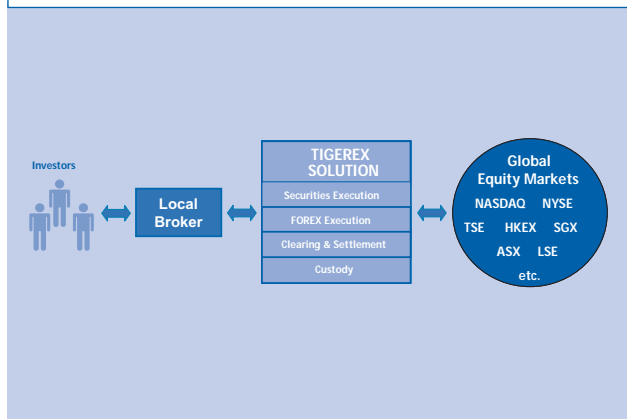 Investors
Local
Broker
TIGEREX
SOLUTION
Securities Execution
FOREX Execution
Clearing & Settlement
Custody
Global
Equity Markets
NASDAQ NYSE
TSE HKEX SGX
ASX LSE
etc.